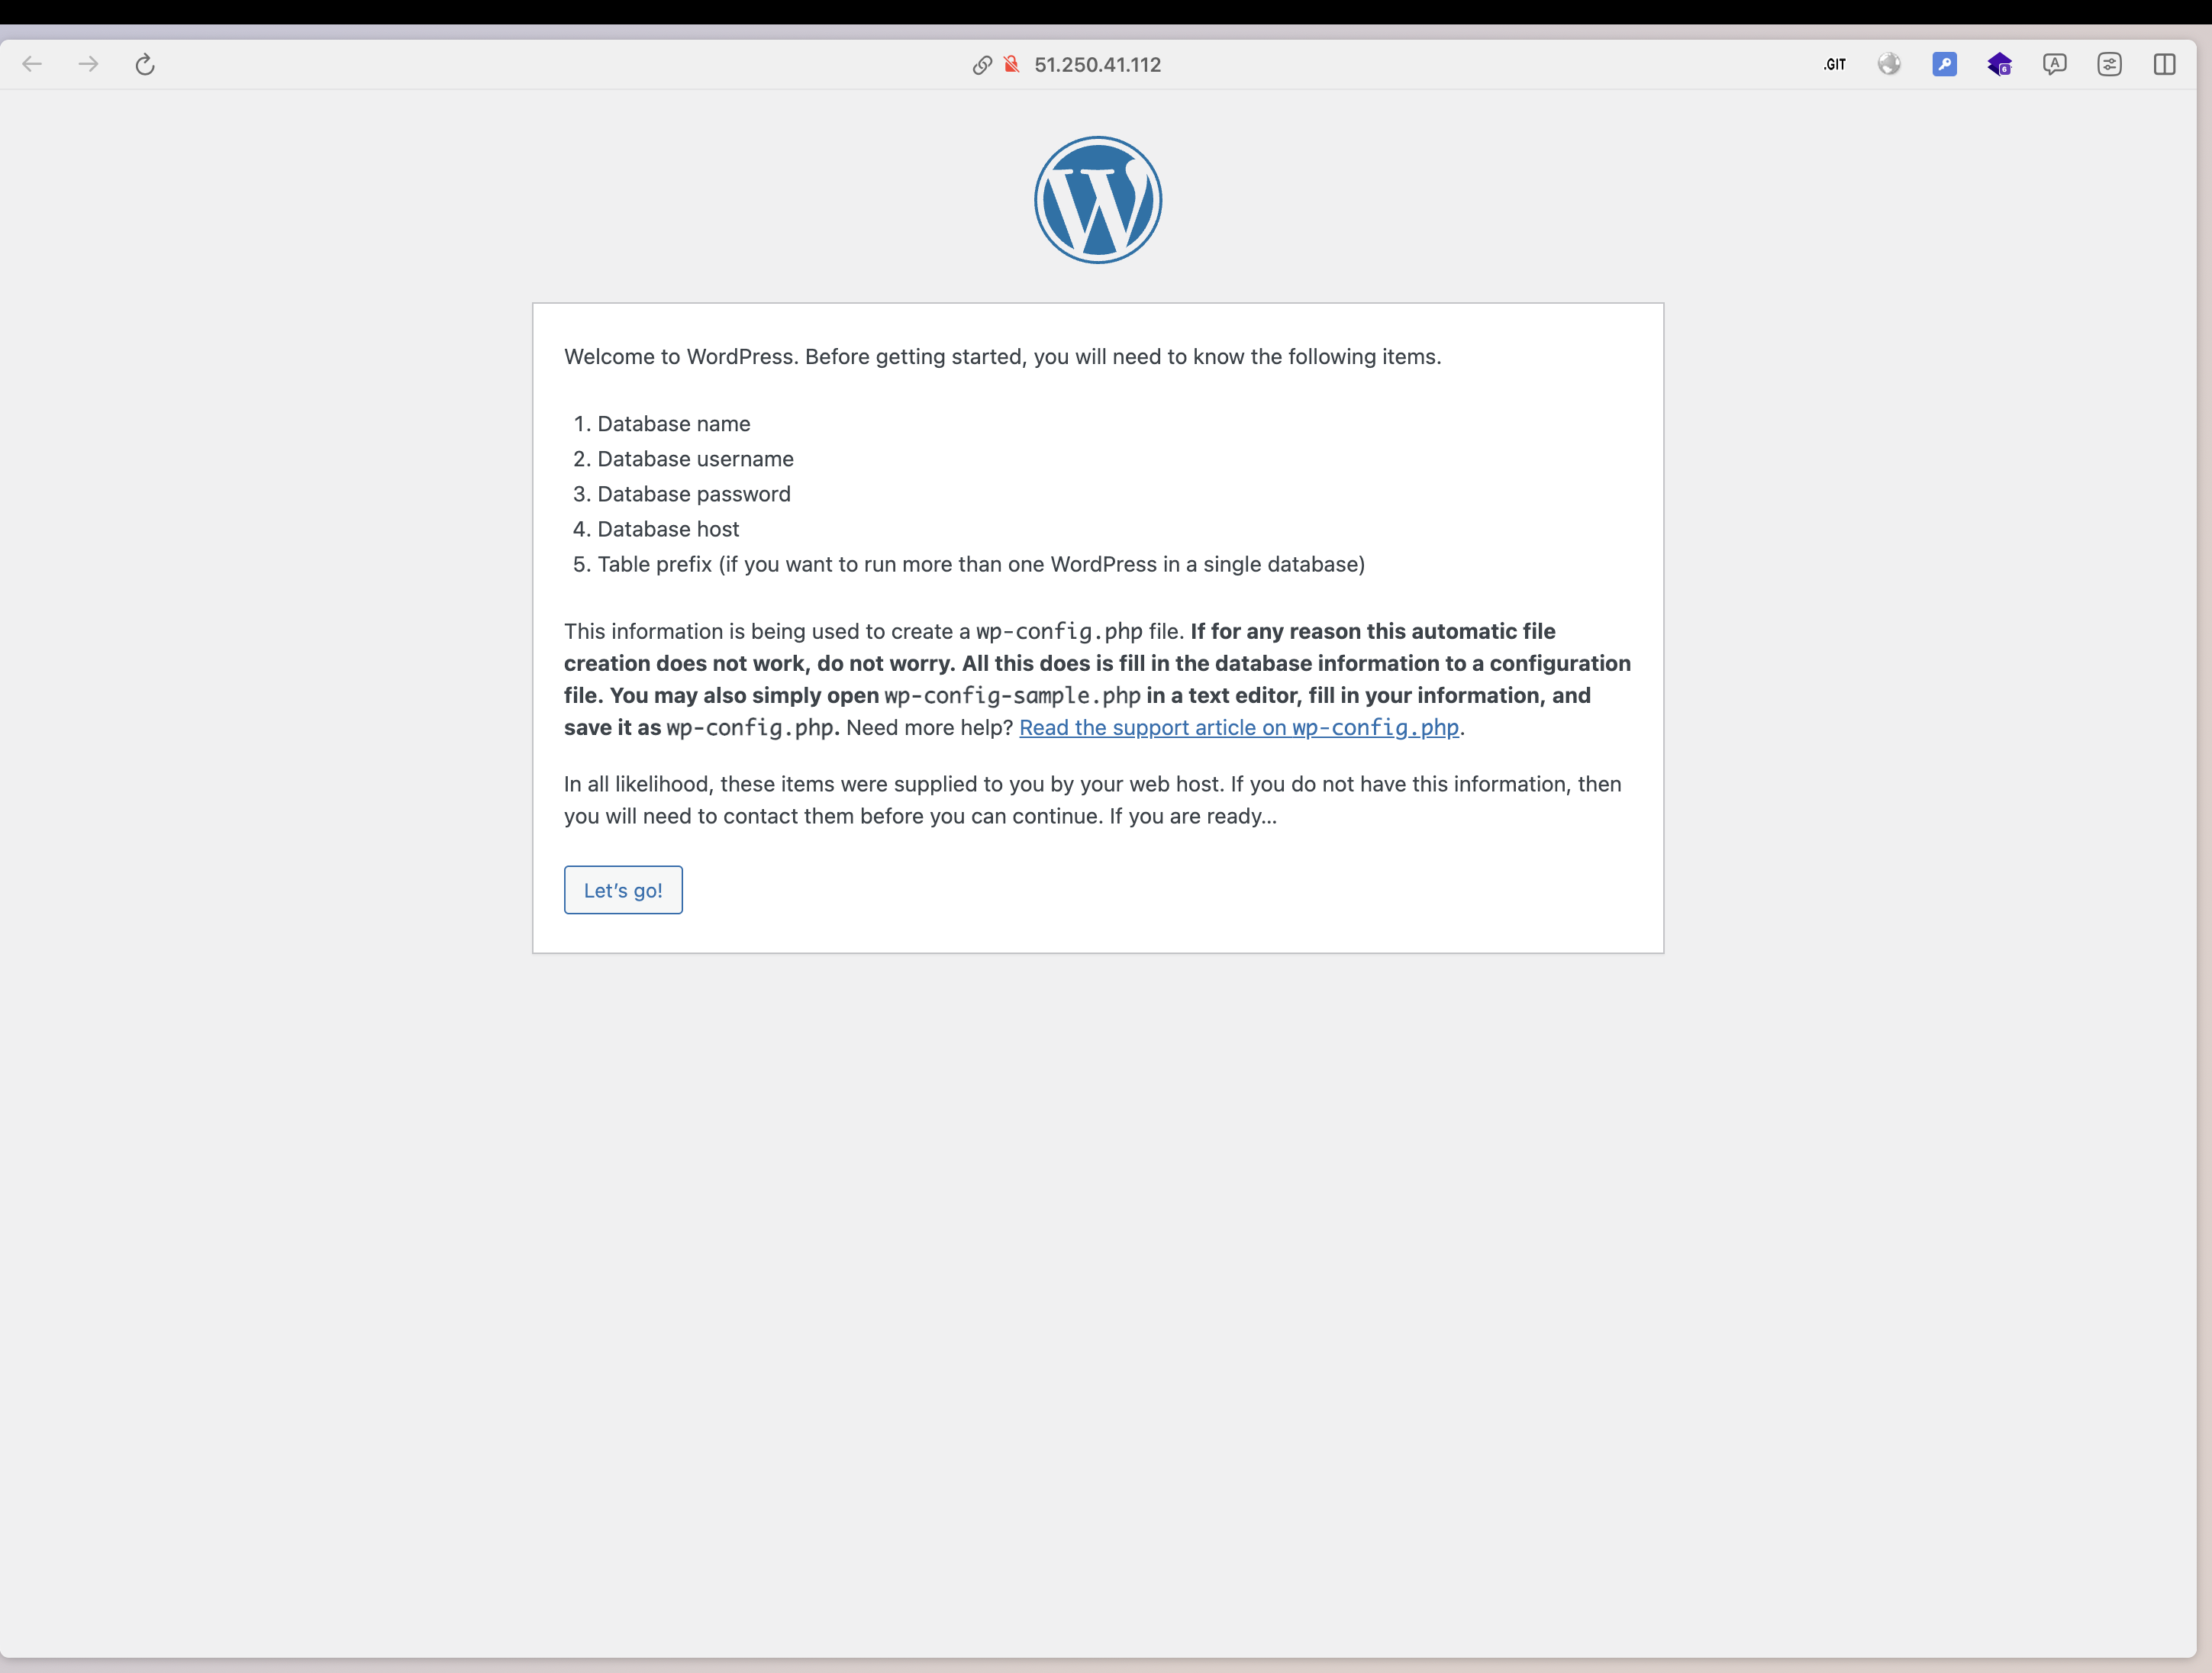 51.250.41.112
.GIT
6
A
W
Welcome to WordPress. Before getting started, you will need to know the following items.
1. Database name
2. Database username
3. Database password
4. Database host
5. Table prefix (if you want to run more than one WordPress in a single database)
This information is being used to create a wp-config.php file. If for any reason this automatic file
creation does not work, do not worry. All this does is fill in the database information to a configuration
file. You may also simply open wp-config-sample.php in a text editor, fill in your information, and
save it as wp-config.php. Need more help? Read the support article on wp-config.php.
In all likelihood, these items were supplied to you by your web host. If you do not have this information, then
you will need to contact them before you can continue. If you are ready…
Let’s go!